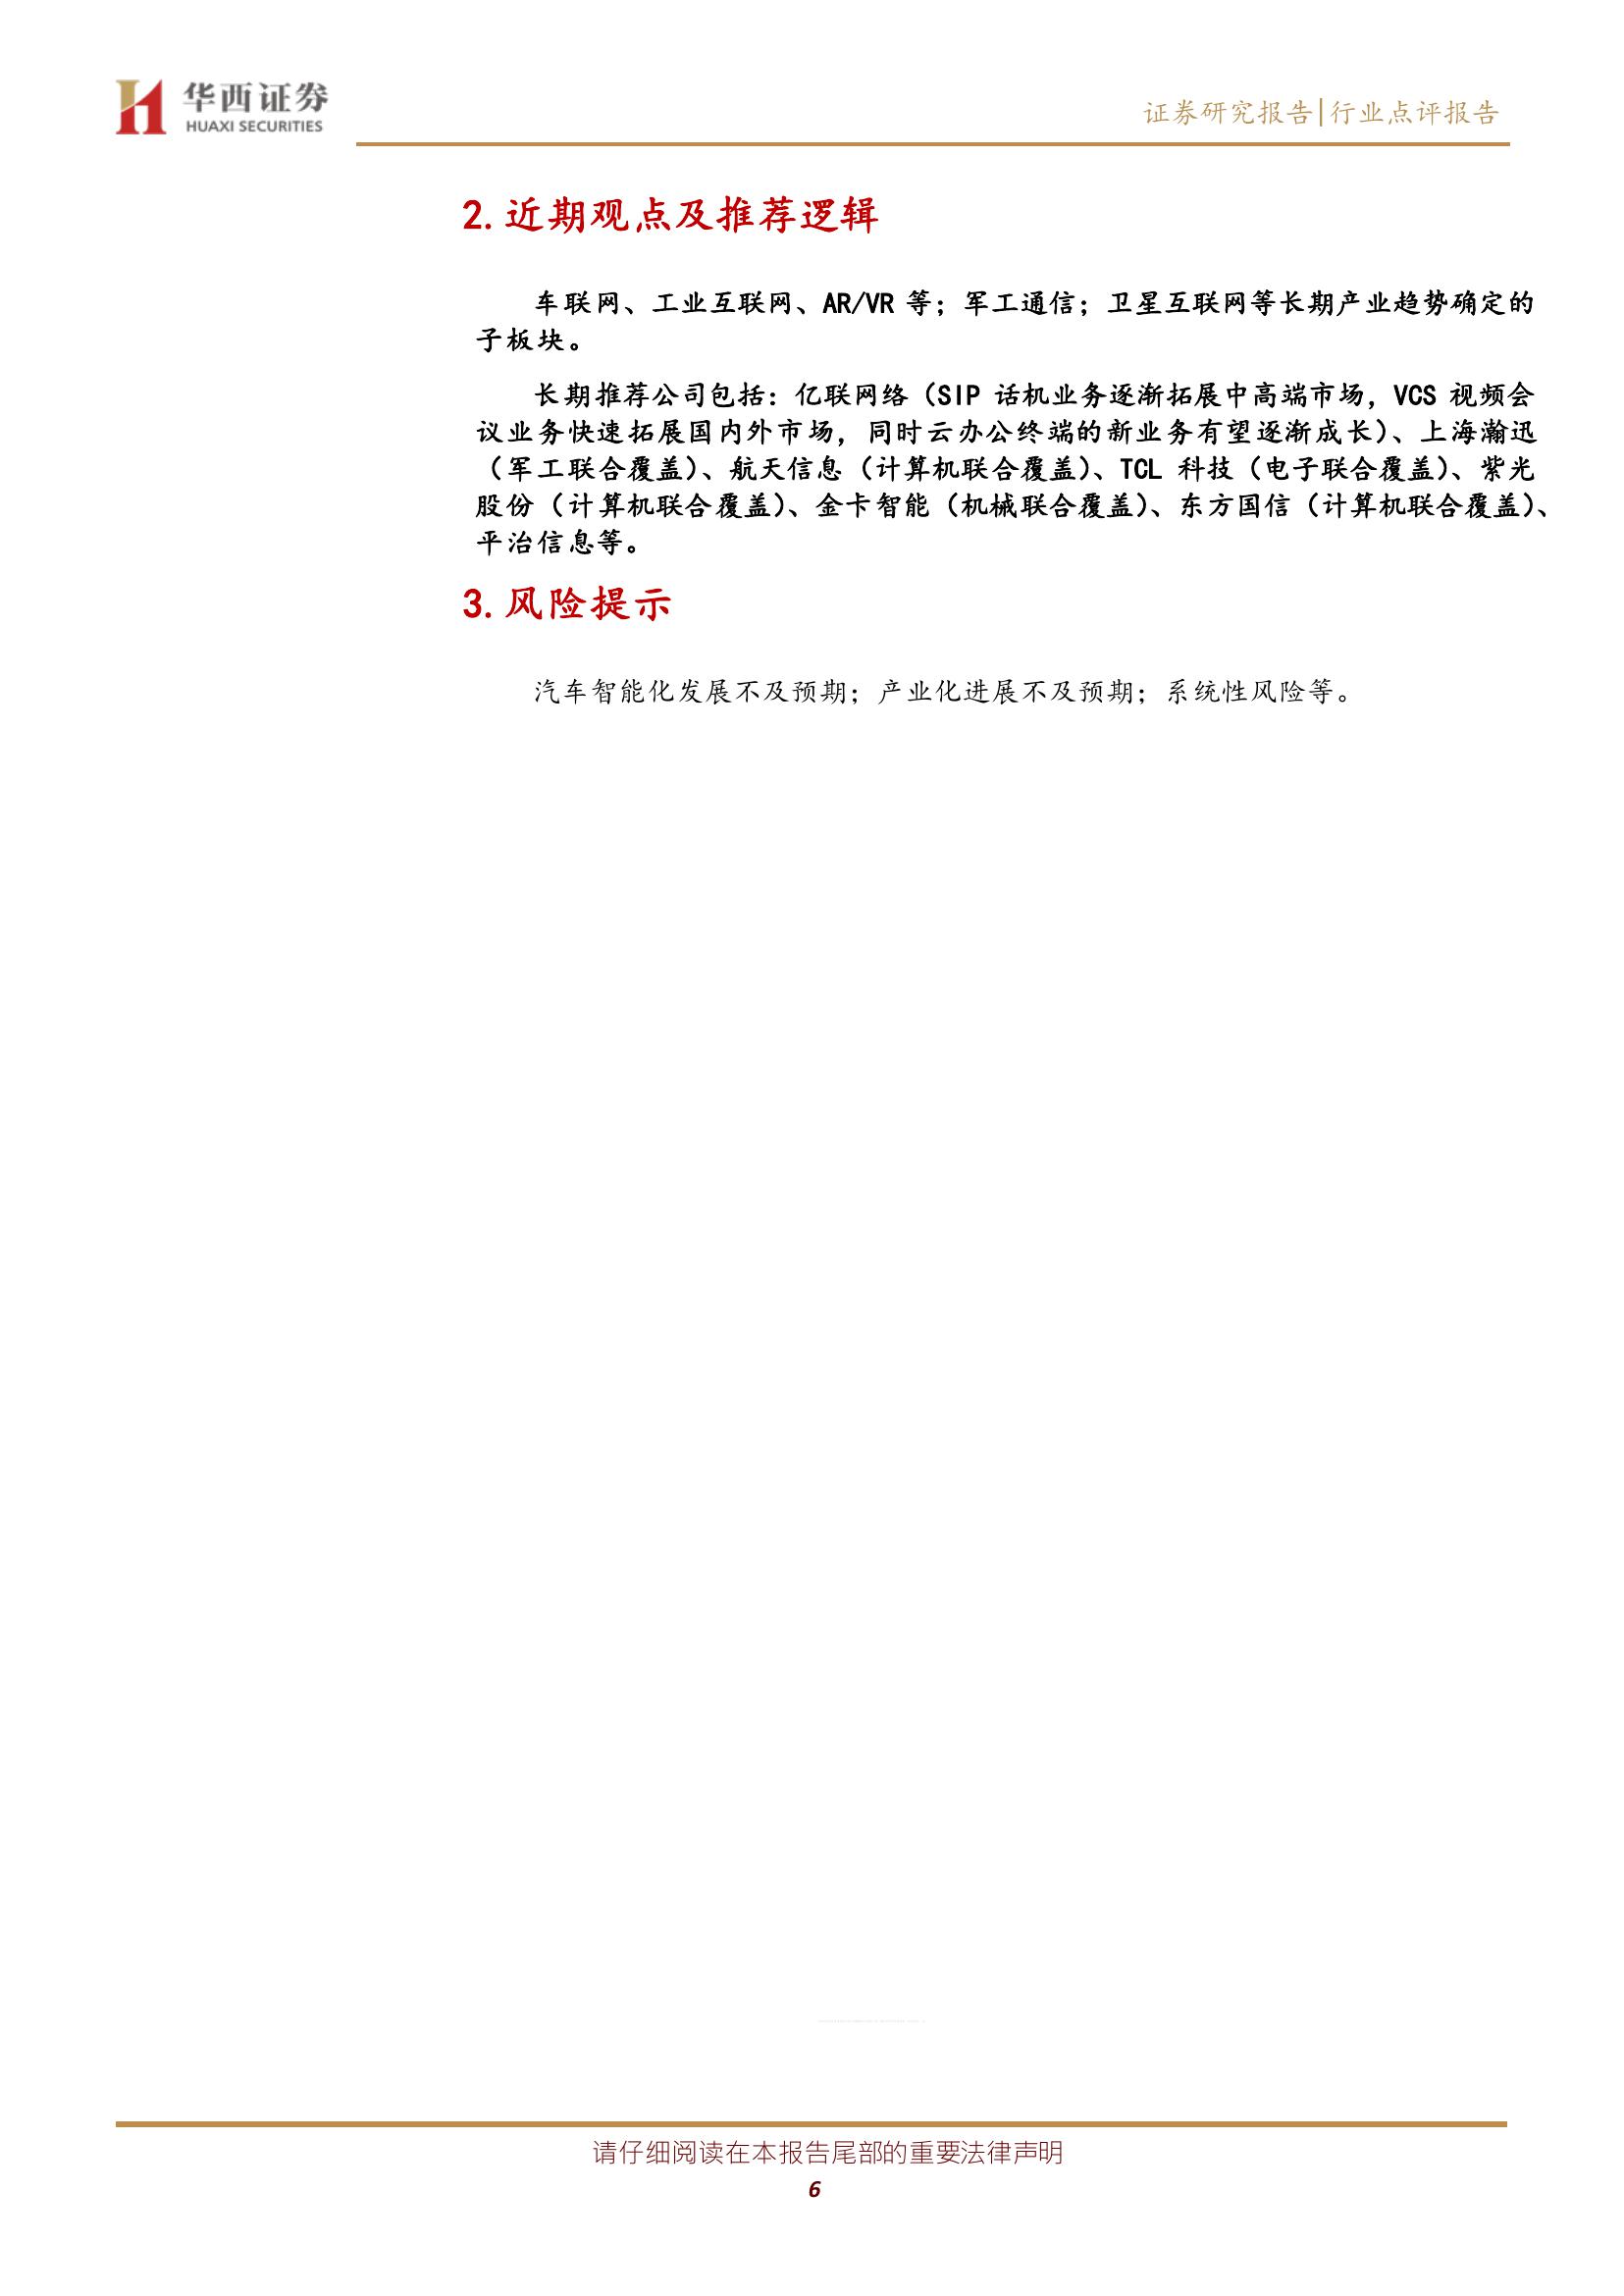 华西证券
HUAXI SECURITIES
证券研究报告|行业点评报告
2. 近期观点及推荐逻辑
车联网、工业互联网、AR/VR 等；军工通信；卫星互联网等长期产业趋势确定的
子板块。
长期推荐公司包括：亿联网络（SIP 话机业务逐渐拓展中高端市场，VCS 视频会
议业务快速拓展国内外市场，同时云办公终端的新业务有望逐渐成长）、上海瀚迅
（军工联合覆盖）、航天信息（计算机联合覆盖）、TCL 科技（电子联合覆盖）、紫光
股份（计算机联合覆盖）、金卡智能（机械联合覆盖）、东方国信（计算机联合覆盖）、
平治信息等。
3. 风险提示
汽车智能化发展不及预期；产业化进展不及预期；系统性风险等。
请仔细阅读在本报告尾部的重要法律声明
6